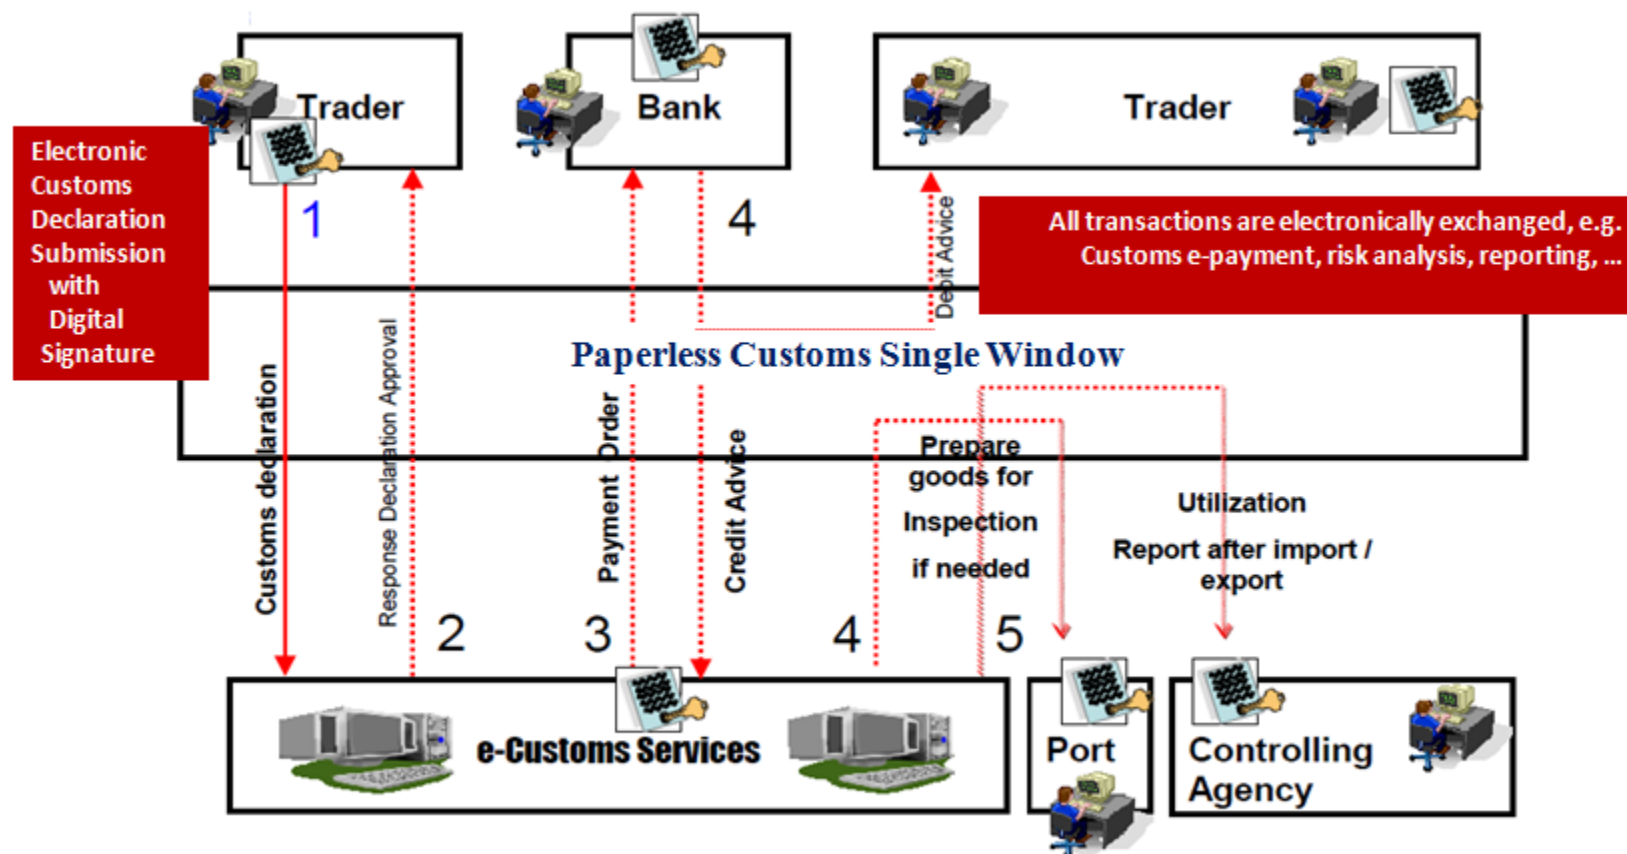 Trader
Bank
Trader
Electronic
Customs
Declaration
Submission
with
Digital
Signature
1
4
Debit Advice
All transactions are electronically exchanged, e.g.
Customs e-payment, risk analysis, reporting, ...
Paperless Customs Single Window
Customs declaration
Response Declaration Approval
Payment Order
Credit Advice
Prepare
goods for
Inspection
if needed
Utilization
Report after import /
export
2
3
4
5
e-Customs Services
Port
Controlling
Agency